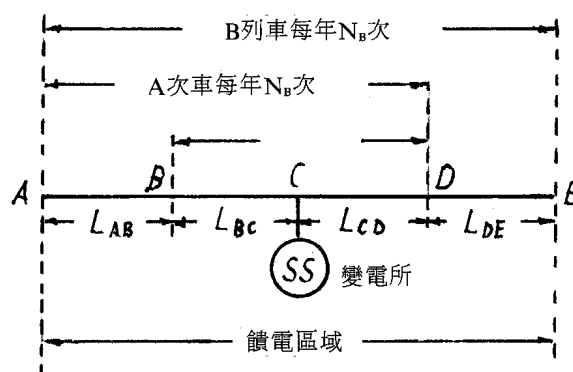 B列車每年N_B次
A次車每年N_B次
A B C D E
L_AB L_BC L_CD L_DE
SS 變電所
饋電區域